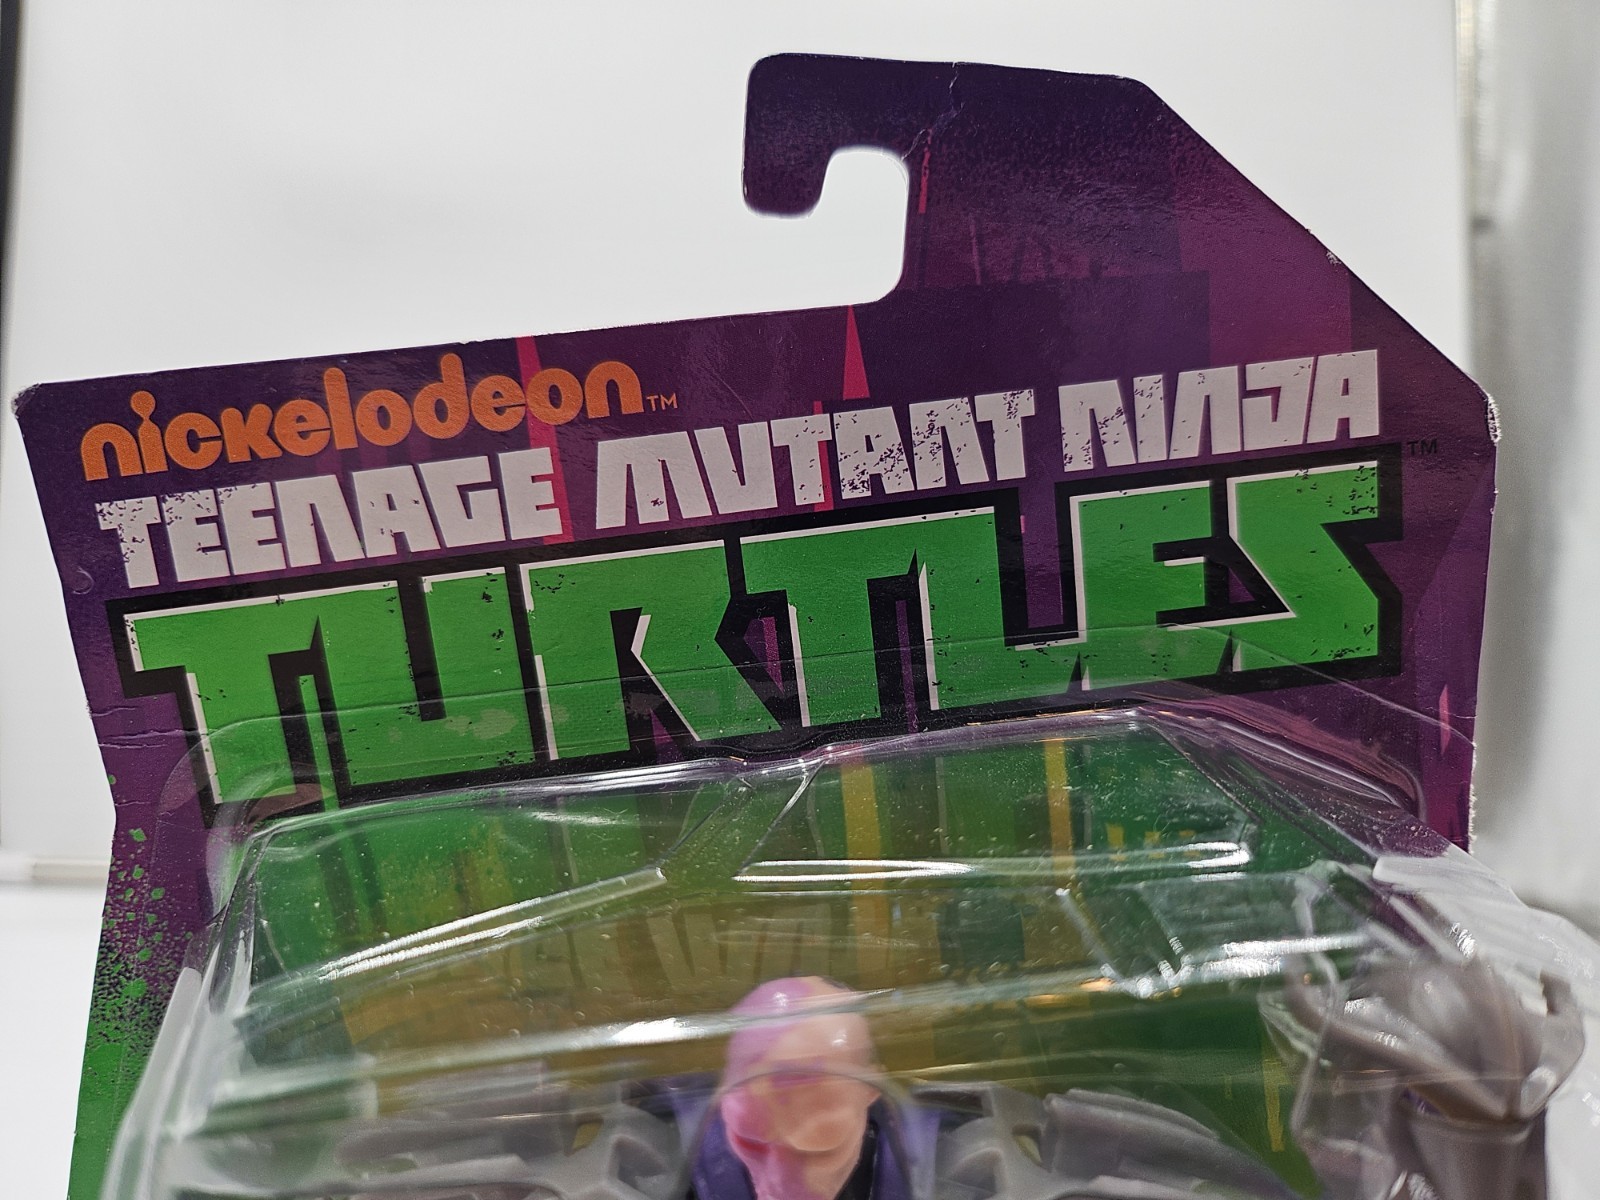 nickelodeon™
TEENAGE MUTANT NINJA
TURTLES™